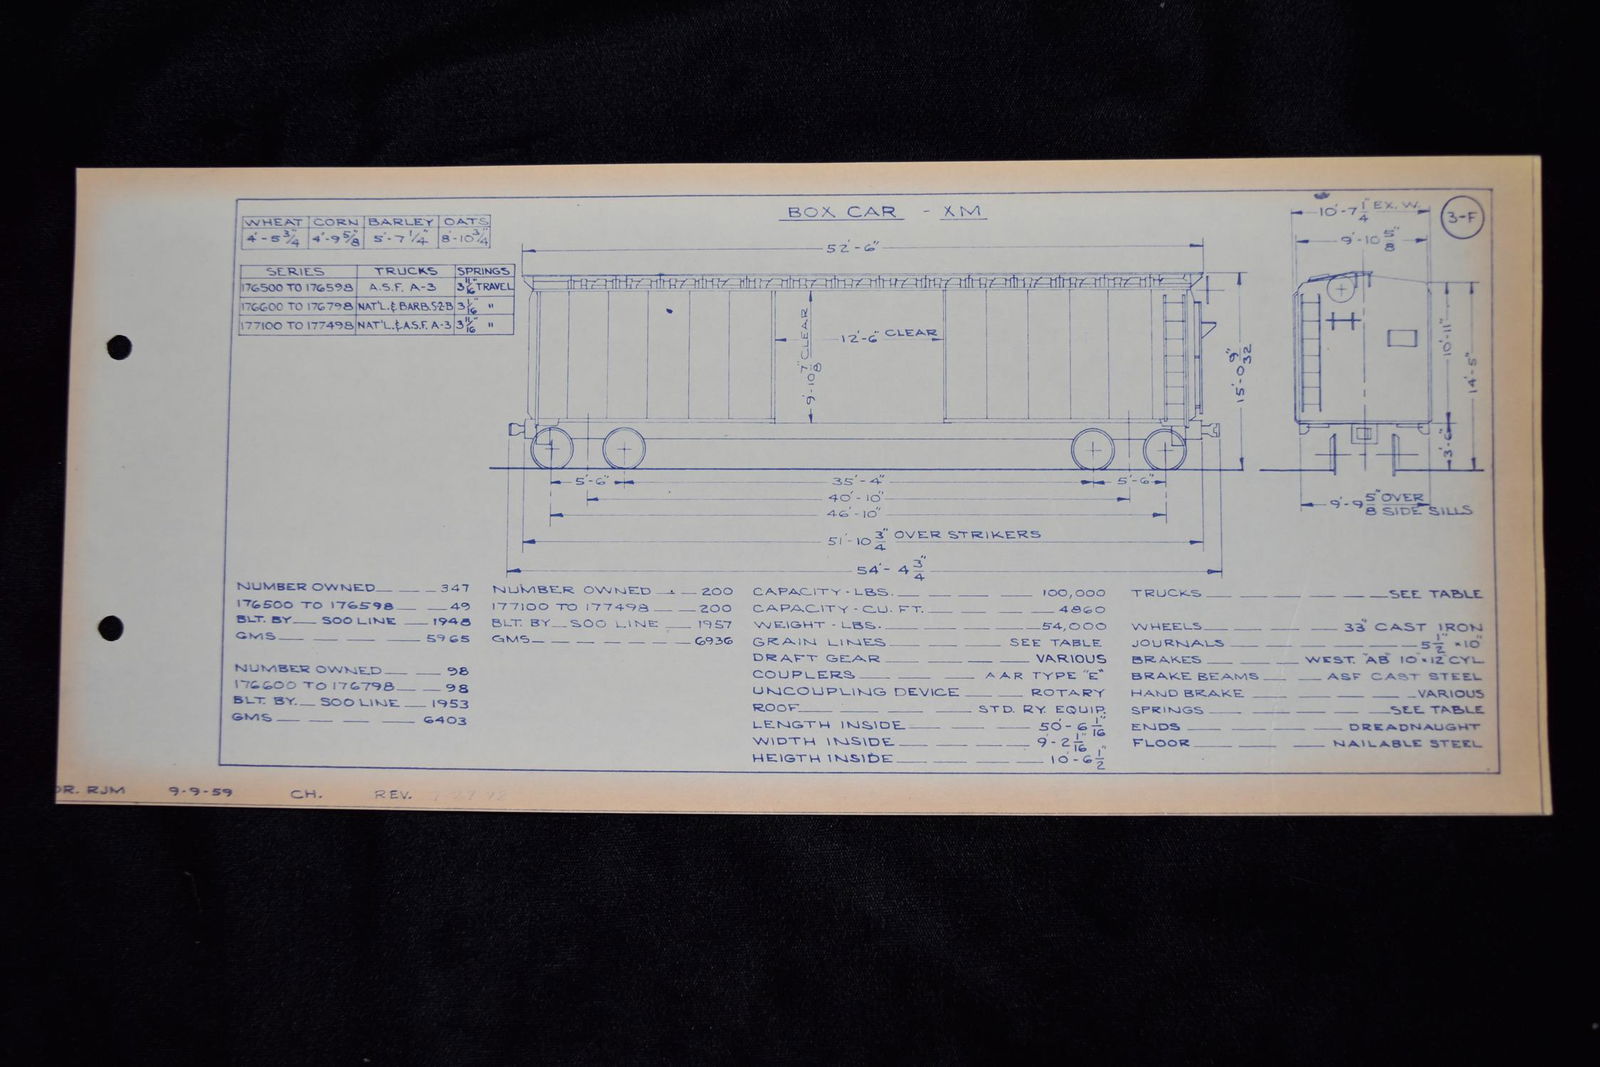 BOX CAR - XM
3-F
WHEAT CORN BARLEY OATS
4'-5 3/4" 4'-9 5/8" 5'-7 1/4" 8'-10 3/4"
SERIES TRUCKS SPRINGS
176500 TO 176598 A.S.F. A-3 3 11/16" TRAVEL
176600 TO 176798 NAT'L. & BARB. S-2-B 3 1/16" "
177100 TO 177498 NAT'L. & A.S.F. A-3 3 11/16" "
52'-6"
12'-6" CLEAR
9'-10 7/8" CLEAR
15'-0 9/32"
5'-6" 35'-4" 5'-6"
40'-10"
46'-10"
51'-10 3/4" OVER STRIKERS
54'-4 3/4"
10'-7 1/4" EX. W.
9'-10 5/8"
10'-11"
14'-5"
3'-6"
9'-9 5/8" OVER SIDE SILLS
NUMBER OWNED 347
176500 TO 176598 49
BLT. BY SOO LINE 1948
GMS 5965
NUMBER OWNED 98
176600 TO 176798 98
BLT. BY SOO LINE 1953
GMS 6403
NUMBER OWNED 200
177100 TO 177498 200
BLT. BY SOO LINE 1957
GMS 6936
CAPACITY-LBS. 100,000
CAPACITY-CU. FT. 4860
WEIGHT-LBS. 54,000
GRAIN LINES SEE TABLE
DRAFT GEAR VARIOUS
COUPLERS AAR TYPE "E"
UNCOUPLING DEVICE ROTARY
ROOF STD. RY. EQUIP.
LENGTH INSIDE 50'-6 1/16"
WIDTH INSIDE 9-2 1/16"
HEIGTH INSIDE 10-6 1/2"
TRUCKS SEE TABLE
WHEELS 33" CAST IRON
JOURNALS 5 1/2" x 10"
BRAKES WEST. "AB" 10 x 12 CYL.
BRAKE BEAMS ASF CAST STEEL
HAND BRAKE VARIOUS
SPRINGS SEE TABLE
ENDS DREADNAUGHT
FLOOR NAILABLE STEEL
DR. RJM 9-9-59 CH. REV.